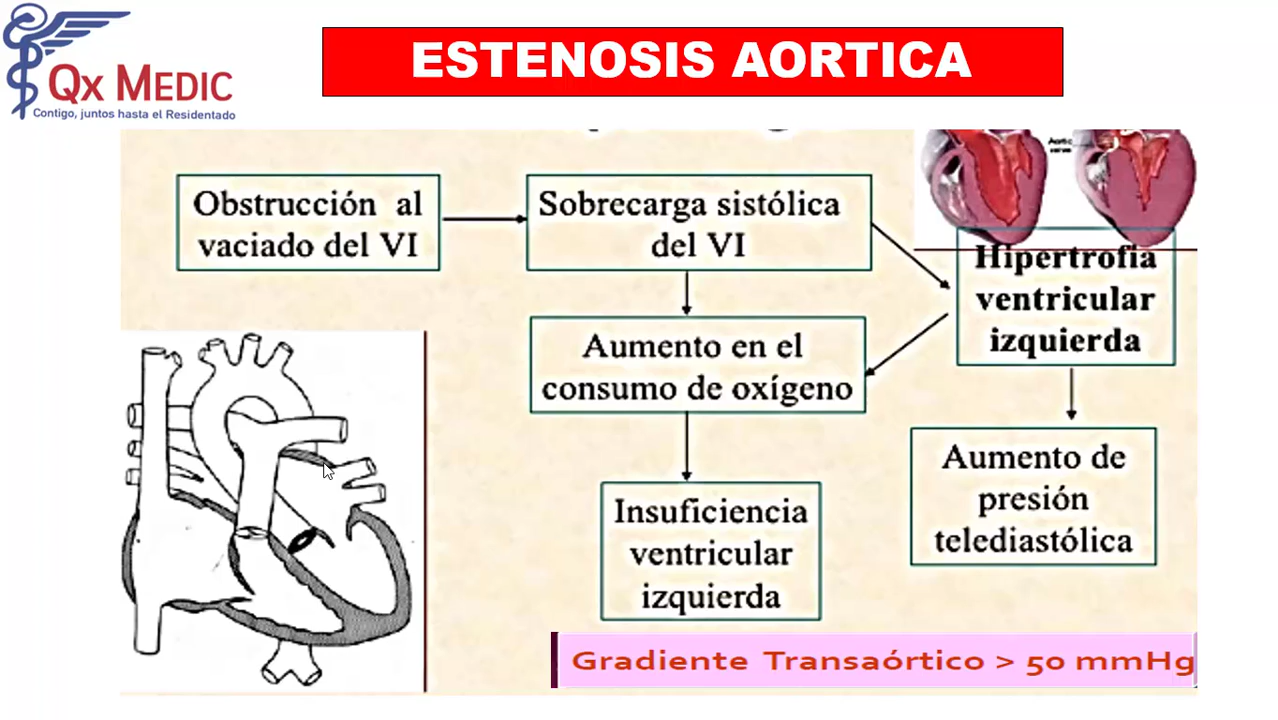 Qx MEDIC
Contigo, juntos hasta el Residentado
ESTENOSIS AORTICA
Obstrucción al
vaciado del VI
Sobrecarga sistólica
del VI
Hipertrofia
ventricular
izquierda
Aumento en el
consumo de oxígeno
Aumento de
presión
telediastólica
Insuficiencia
ventricular
izquierda
Gradiente Transaórtico > 50 mmHg